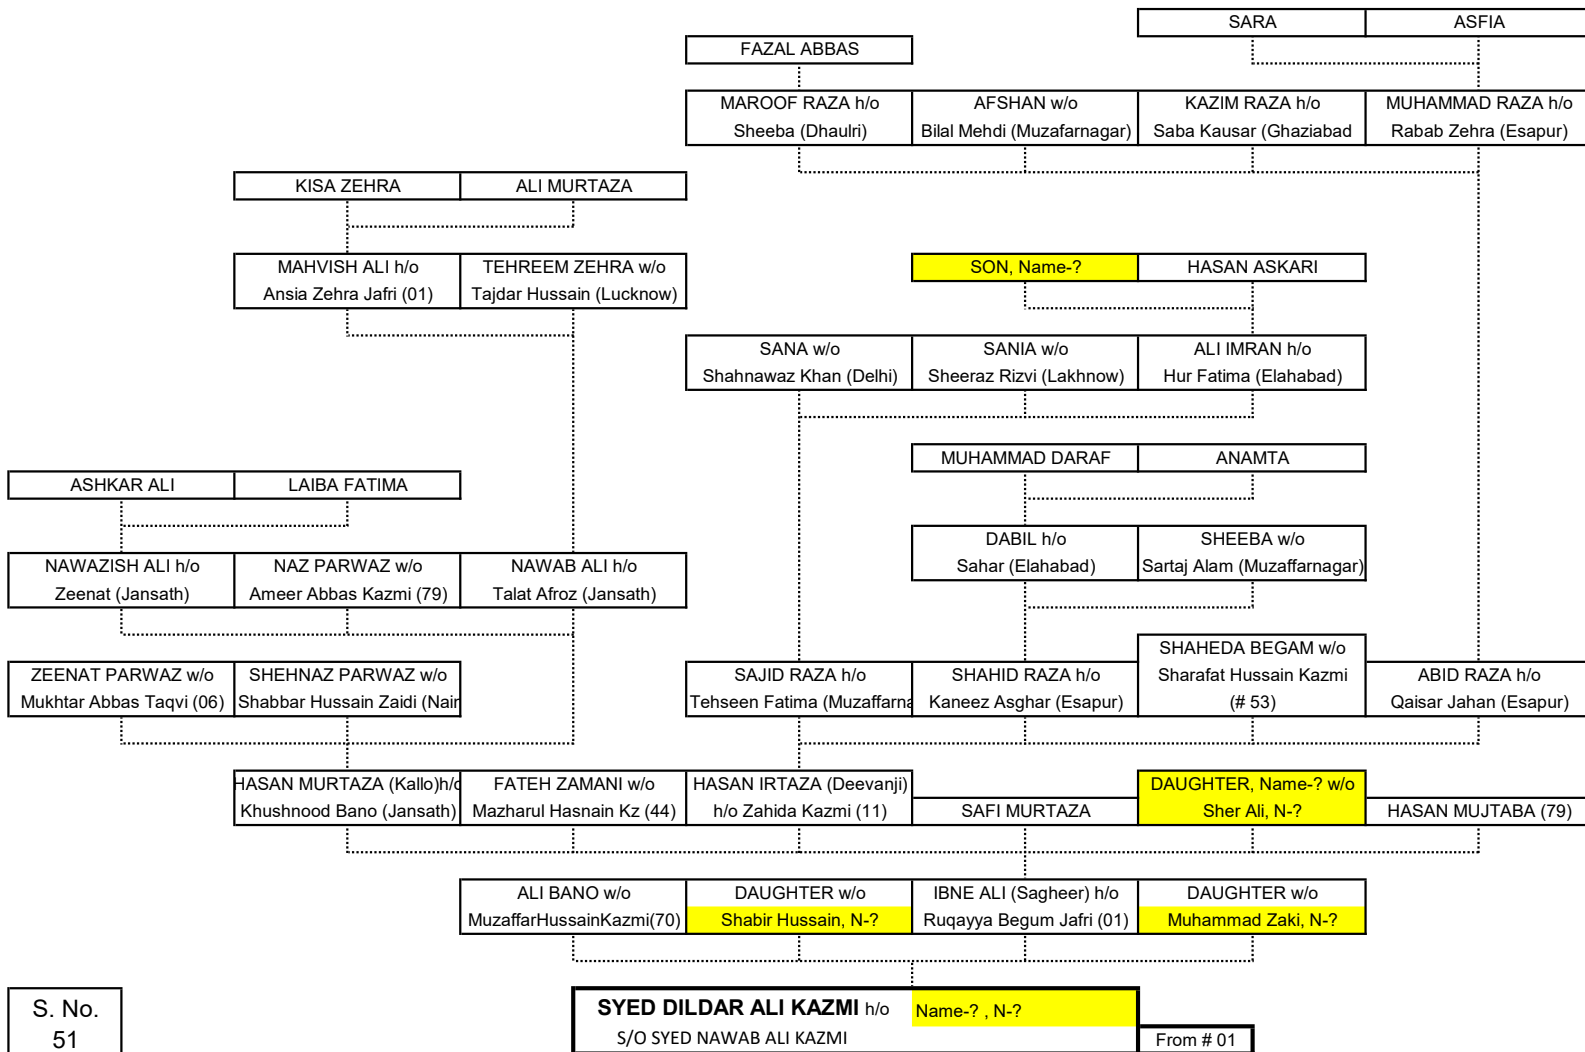 SARA
ASFIA
FAZAL ABBAS
MAROOF RAZA h/o
Sheeba (Dhaulri)
AFSHAN w/o
Bilal Mehdi (Muzafarnagar)
KAZIM RAZA h/o
Saba Kausar (Ghaziabad
MUHAMMAD RAZA h/o
Rabab Zehra (Esapur)
KISA ZEHRA
ALI MURTAZA
MAHVISH ALI h/o
Ansia Zehra Jafri (01)
TEHREEM ZEHRA w/o
Tajdar Hussain (Lucknow)
SON, Name-?
HASAN ASKARI
SANA w/o
Shahnawaz Khan (Delhi)
SANIA w/o
Sheeraz Rizvi (Lakhnow)
ALI IMRAN h/o
Hur Fatima (Elahabad)
MUHAMMAD DARAF
ANAMTA
ASHKAR ALI
LAIBA FATIMA
DABIL h/o
Sahar (Elahabad)
SHEEBA w/o
Sartaj Alam (Muzaffarnagar)
NAWAZISH ALI h/o
Zeenat (Jansath)
NAZ PARWAZ w/o
Ameer Abbas Kazmi (79)
NAWAB ALI h/o
Talat Afroz (Jansath)
ZEENAT PARWAZ w/o
Mukhtar Abbas Taqvi (06)
SHEHNAZ PARWAZ w/o
Shabbar Hussain Zaidi (Nair
SAJID RAZA h/o
Tehseen Fatima (Muzaffarna
SHAHID RAZA h/o
Kaneez Asghar (Esapur)
SHAHEDA BEGAM w/o
Sharafat Hussain Kazmi
(# 53)
ABID RAZA h/o
Qaisar Jahan (Esapur)
HASAN MURTAZA (Kallo)h/o
Khushnood Bano (Jansath)
FATEH ZAMANI w/o
Mazharul Hasnain Kz (44)
HASAN IRTAZA (Deevanji)
h/o Zahida Kazmi (11)
SAFI MURTAZA
DAUGHTER, Name-? w/o
Sher Ali, N-?
HASAN MUJTABA (79)
ALI BANO w/o
MuzaffarHussainKazmi(70)
DAUGHTER w/o
Shabir Hussain, N-?
IBNE ALI (Sagheer) h/o
Ruqayya Begum Jafri (01)
DAUGHTER w/o
Muhammad Zaki, N-?
S. No.
51
SYED DILDAR ALI KAZMI h/o Name-? , N-?
S/O SYED NAWAB ALI KAZMI
From # 01